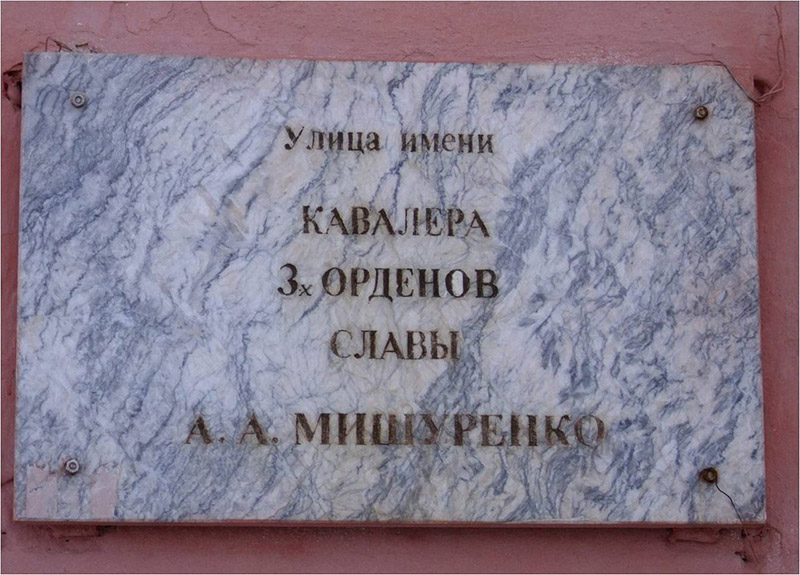 Улица имени
КАВАЛЕРА
3х ОРДЕНОВ
СЛАВЫ
А. А. МИШУРЕНКО